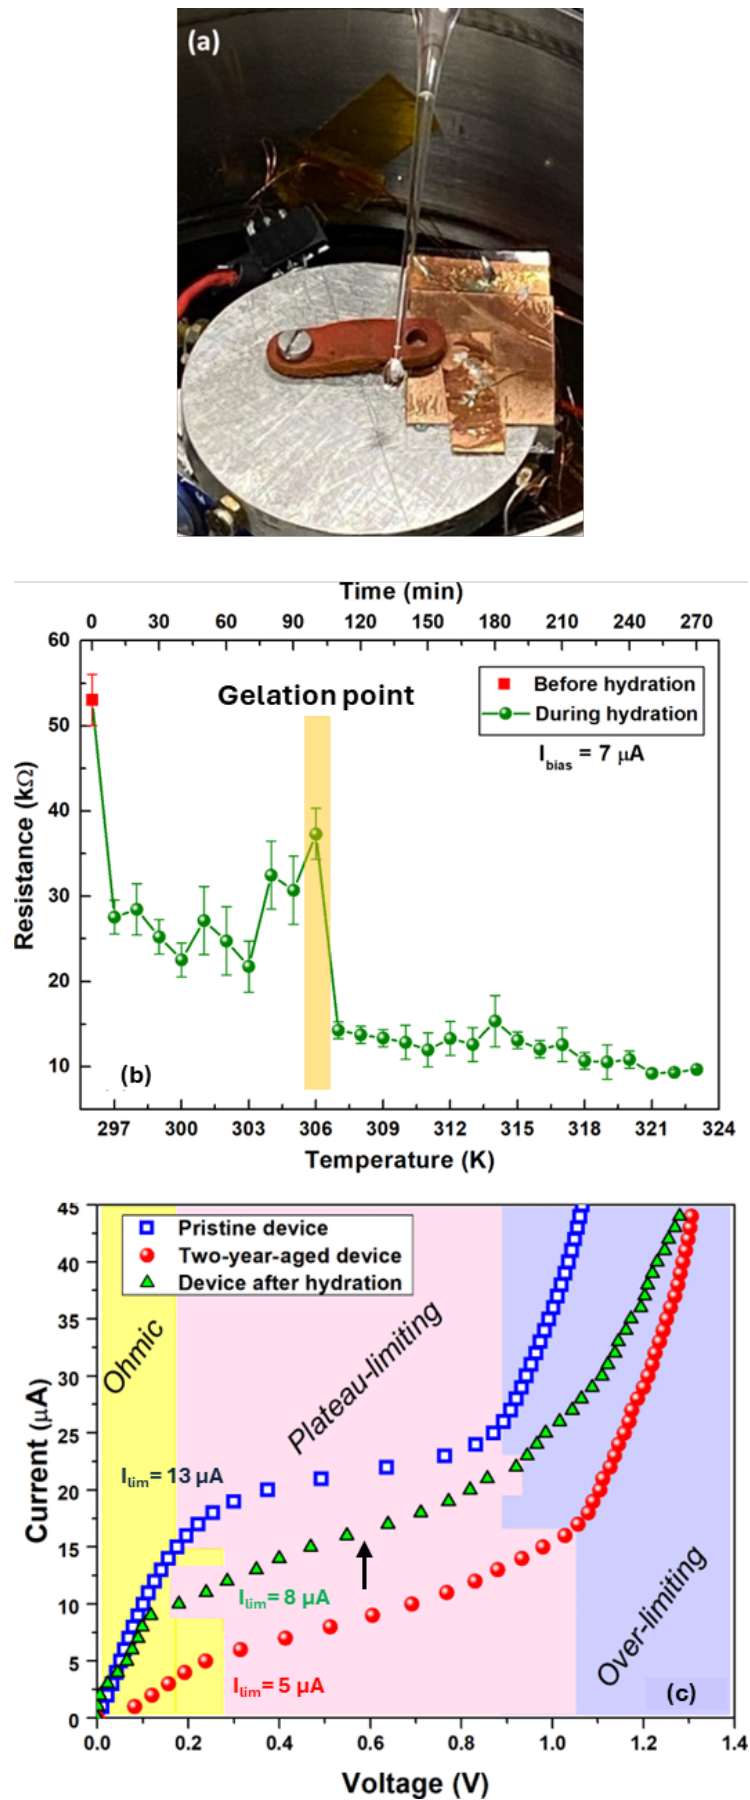 (a)
Time (min)
0 30 60 90 120 150 180 210 240 270
60
50
40
30
20
10
Resistance (kΩ)
Gelation point
Before hydration
During hydration
I bias = 7 μA
(b)
297 300 303 306 309 312 315 318 321 324
Temperature (K)
45
40
35
30
25
20
15
10
5
0
Current (μA)
Pristine device
Two-year-aged device
Device after hydration
Ohmic
Plateau-limiting
Over-limiting
I lim = 13 μA
I lim = 8 μA
I lim = 5 μA
(c)
0.0 0.2 0.4 0.6 0.8 1.0 1.2 1.4
Voltage (V)